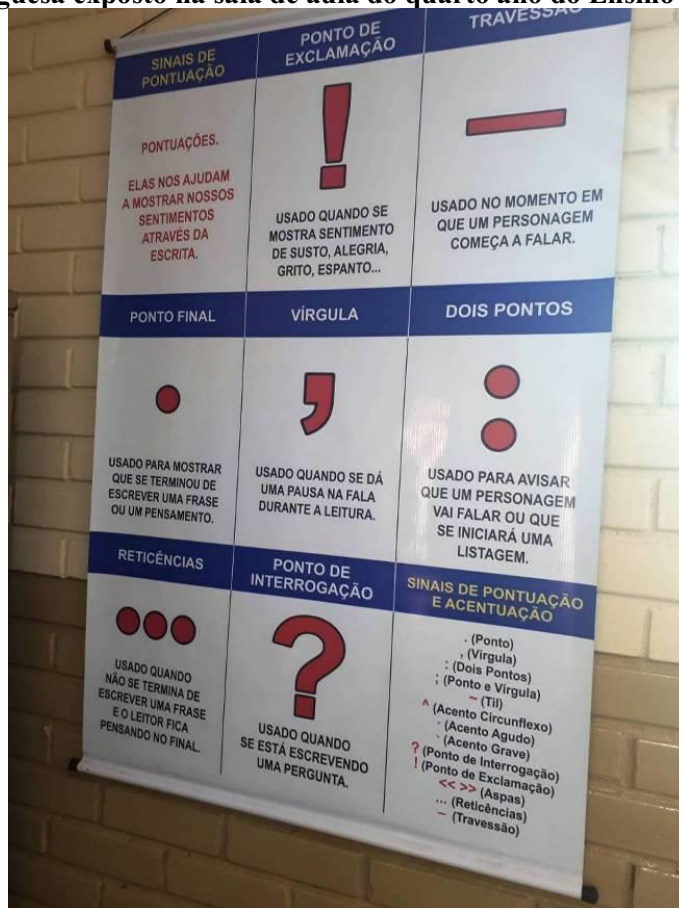 guesa exposto na sala de aula do quarto ano do Ensino
SINAIS DE
PONTUAÇÃO
PONTUAÇÕES.
ELAS NOS AJUDAM
A MOSTRAR NOSSOS
SENTIMENTOS
ATRAVÉS DA
ESCRITA.
PONTO DE
EXCLAMAÇÃO
!
USADO QUANDO SE
MOSTRA SENTIMENTO
DE SUSTO, ALEGRIA,
GRITO, ESPANTO...
TRAVESSÃO
—
USADO NO MOMENTO EM
QUE UM PERSONAGEM
COMEÇA A FALAR.
PONTO FINAL
.
USADO PARA MOSTRAR
QUE SE TERMINOU DE
ESCREVER UMA FRASE
OU UM PENSAMENTO.
VÍRGULA
,
USADO QUANDO SE DÁ
UMA PAUSA NA FALA
DURANTE A LEITURA.
DOIS PONTOS
:
USADO PARA AVISAR
QUE UM PERSONAGEM
VAI FALAR OU QUE
SE INICIARÁ UMA
LISTAGEM.
RETICÊNCIAS
...
USADO QUANDO
NÃO SE TERMINA DE
ESCREVER UMA FRASE
E O LEITOR FICA
PENSANDO NO FINAL.
PONTO DE
INTERROGAÇÃO
?
USADO QUANDO
SE ESTÁ ESCREVENDO
UMA PERGUNTA.
SINAIS DE PONTUAÇÃO
E ACENTUAÇÃO
. (Ponto)
, (Vírgula)
: (Dois Pontos)
; (Ponto e Vírgula)
~ (Til)
^ (Acento Circunflexo)
´ (Acento Agudo)
` (Acento Grave)
? (Ponto de Interrogação)
! (Ponto de Exclamação)
<< >> (Aspas)
... (Reticências)
– (Travessão)